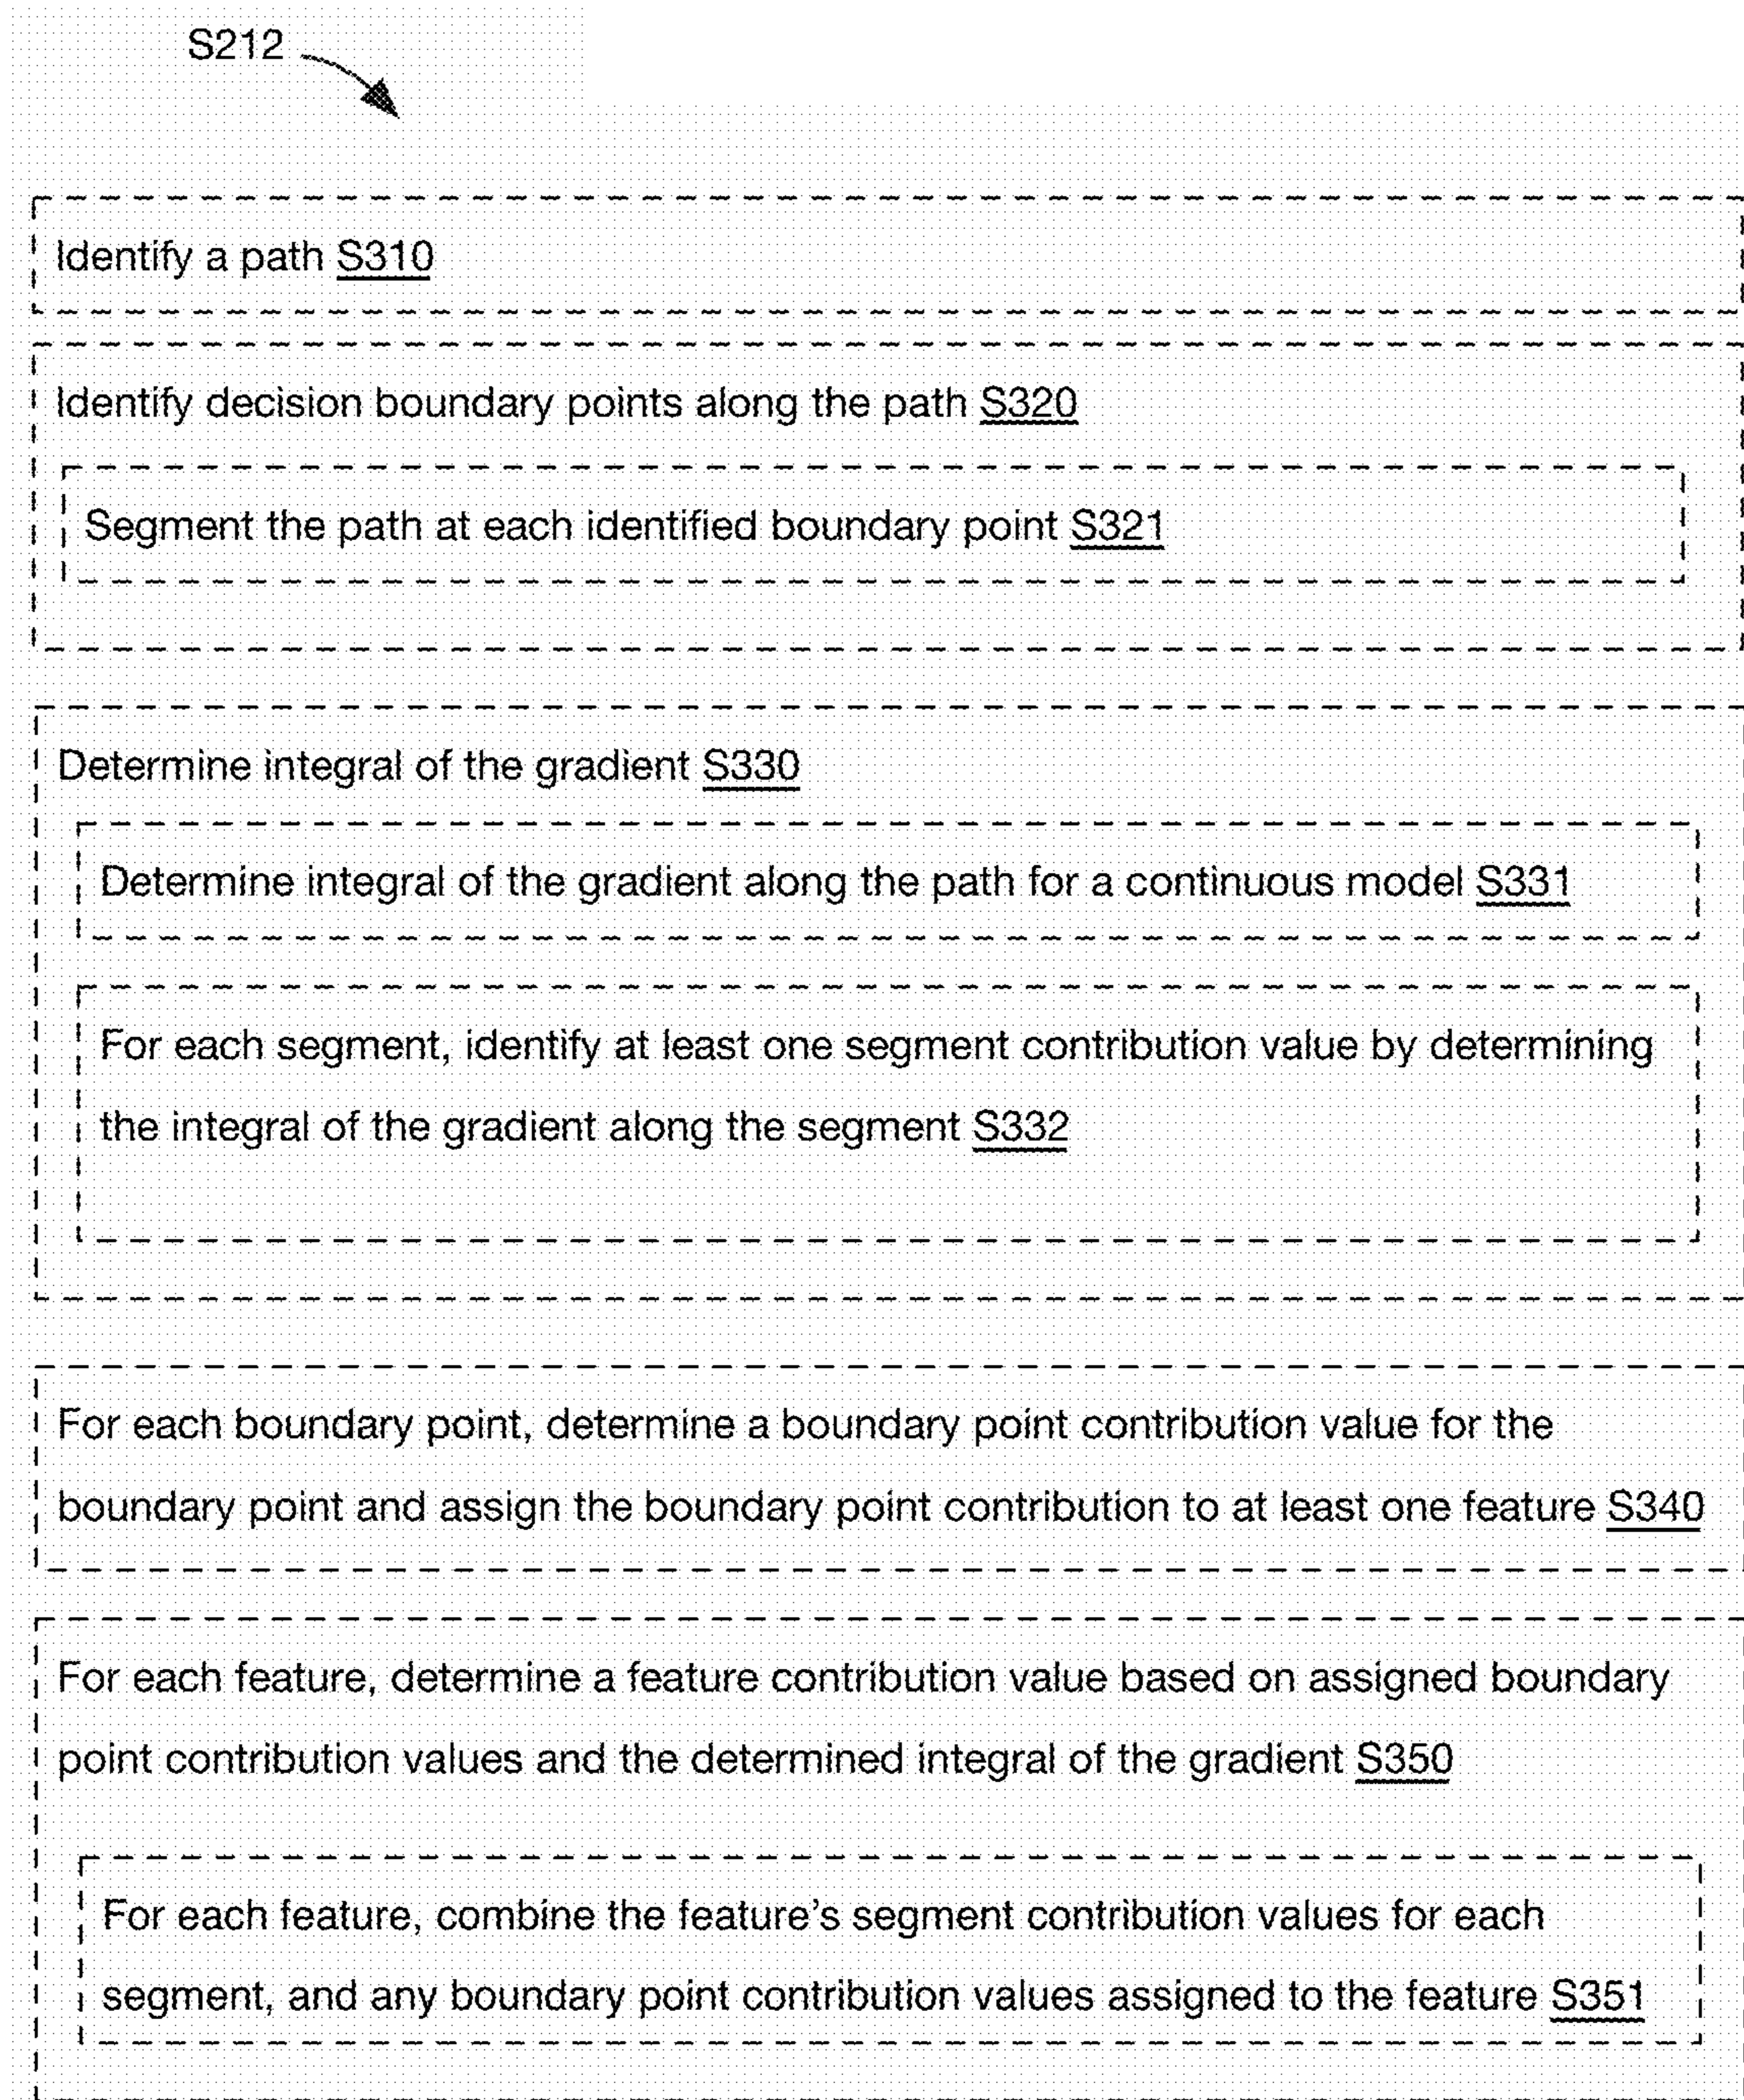 S212
Identify a path S310
Identify decision boundary points along the path S320
Segment the path at each identified boundary point S321
Determine integral of the gradient S330
Determine integral of the gradient along the path for a continuous model S331
For each segment, identify at least one segment contribution value by determining
the integral of the gradient along the segment S332
For each boundary point, determine a boundary point contribution value for the
boundary point and assign the boundary point contribution to at least one feature S340
For each feature, determine a feature contribution value based on assigned boundary
point contribution values and the determined integral of the gradient S350
For each feature, combine the feature's segment contribution values for each
segment, and any boundary point contribution values assigned to the feature S351